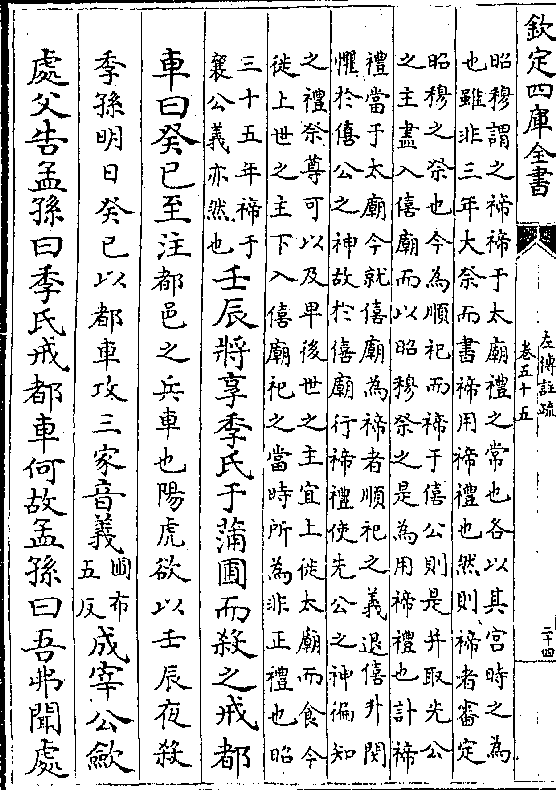 欽定四庫全書
左傳註疏
卷五十五
二十四
昭穆謂之禘禘于太廟禮之常也各以其宮時之為
也雖非三年大祭而書禘用禘禮也然則禘者審定
昭穆之祭也今為順祀而禘于僖公則是并取先公
之主盡入僖廟而以昭穆祭之是為用禘禮也計禘
禮當于太廟今就僖廟為禘者順祀之義退僖升閔
懼於僖公之神故於僖廟行禘禮使先公之神徧知
之禮祭尊可以及卑後世之主宜上徙太廟而食今
徙上世之主下入僖廟祀之當時所為非正禮也昭
三十五年禘于
襄公義亦然也
壬辰將享季氏于蒲圃而殺之戒都
車曰癸巳至注都邑之兵車也陽虎欲以壬辰夜殺
季孫明日癸巳以都車攻三家音義
圃布
五反
成宰公歛
處父告孟孫曰季氏戒都車何故孟孫曰吾弗聞處